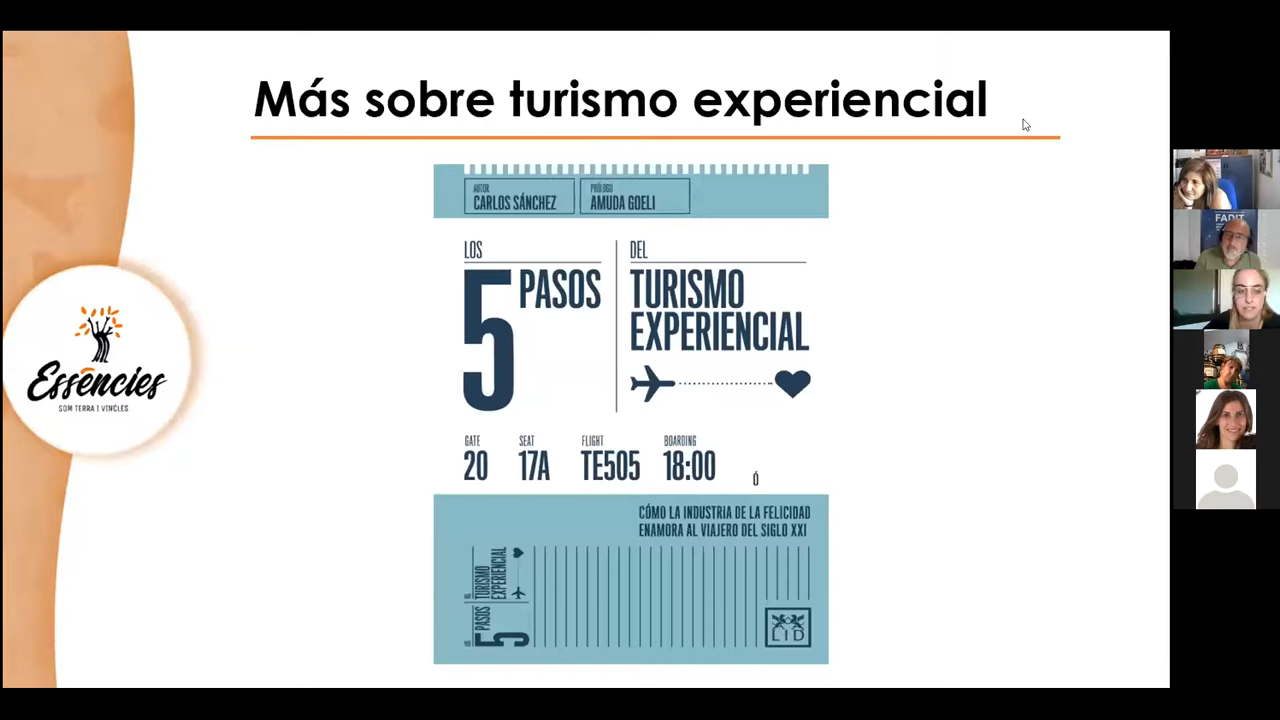 Más sobre turismo experiencial
AUTOR
CARLOS SÁNCHEZ
PRÓLOGO
AMUDA GOELI
LOS
5 PASOS
DEL
TURISMO
EXPERIENCIAL
GATE
20
SEAT
17A
FLIGHT
TE505
BOARDING
18:00
Ó
CÓMO LA INDUSTRIA DE LA FELICIDAD
ENAMORA AL VIAJERO DEL SIGLO XXI
5 PASOS
TURISMO
EXPERIENCIAL
LID
Essències
SOM TERRA I VINCLES
FADIT